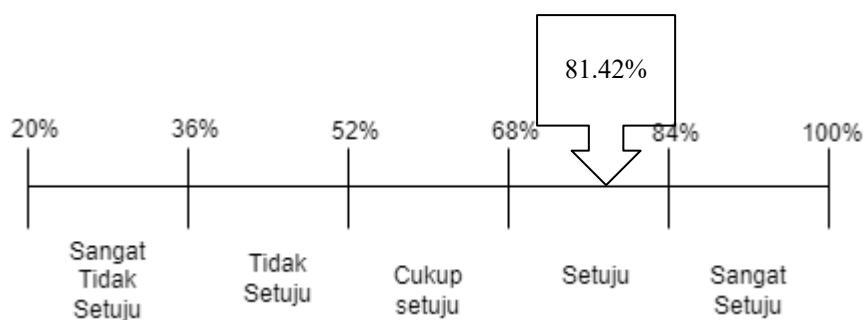 81.42%
20%
36%
52%
68%
84%
100%
Sangat
Tidak
Setuju
Tidak
Setuju
Cukup
setuju
Setuju
Sangat
Setuju